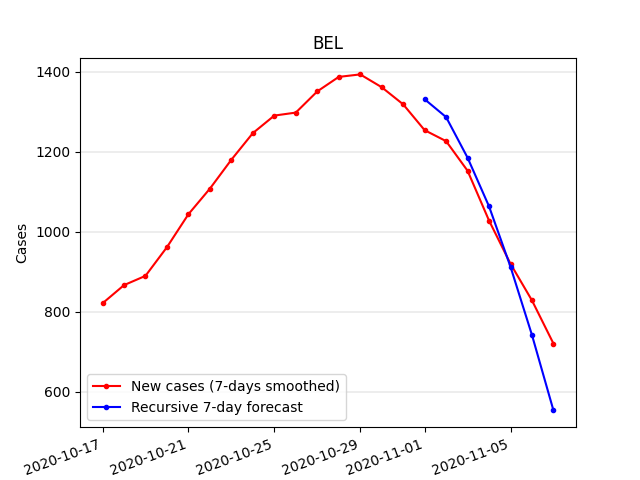 BEL
1400
1200
1000
800
600
Cases
New cases (7-days smoothed)
Recursive 7-day forecast
2020-10-17
2020-10-21
2020-10-25
2020-10-29
2020-11-01
2020-11-05